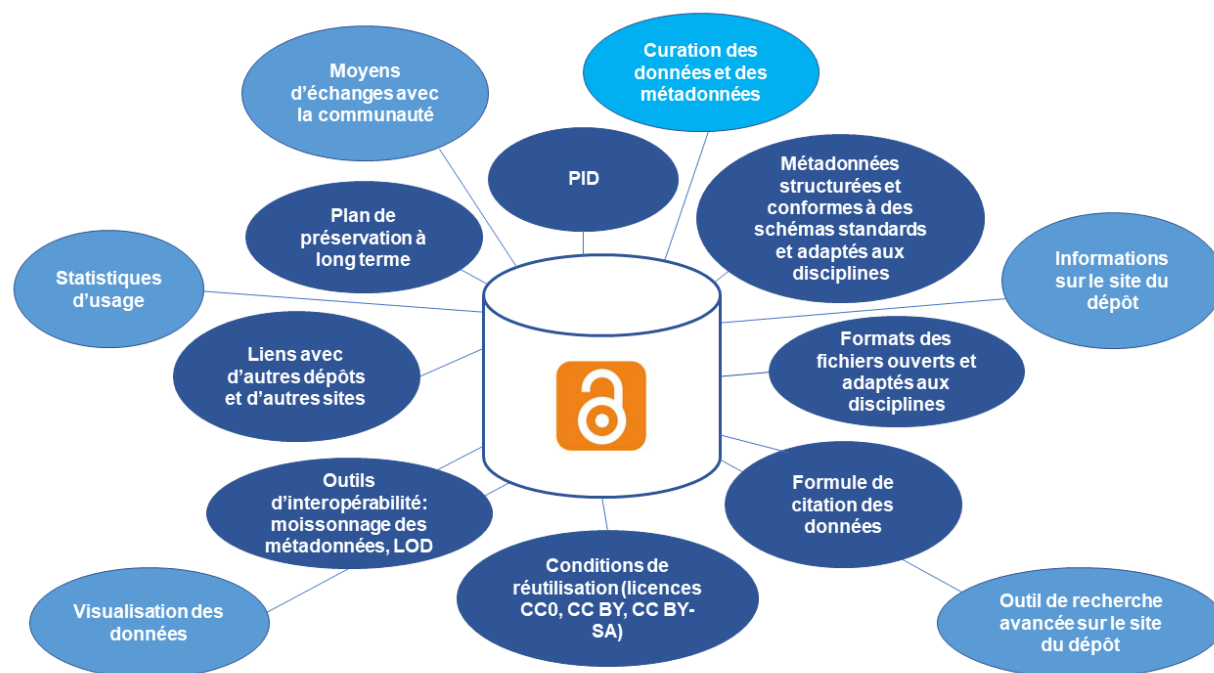 Curation des
données et des
métadonnées
Moyens
d'échanges avec
la communauté
PID
Métadonnées
structurées et
conformes à des
schémas standards
et adaptés aux
disciplines
Plan de
préservation à
long terme
Informations
sur le site du
dépôt
Statistiques
d'usage
Formats des
fichiers ouverts et
adaptés aux
disciplines
Liens avec
d'autres dépôts
et d'autres sites
Outils
d'interopérabilité:
moissonnage des
métadonnées, LOD
Formule de
citation des
données
Conditions de
réutilisation (licences
CC0, CC BY, CC BY-
SA)
Visualisation des
données
Outil de recherche
avancée sur le site
du dépôt